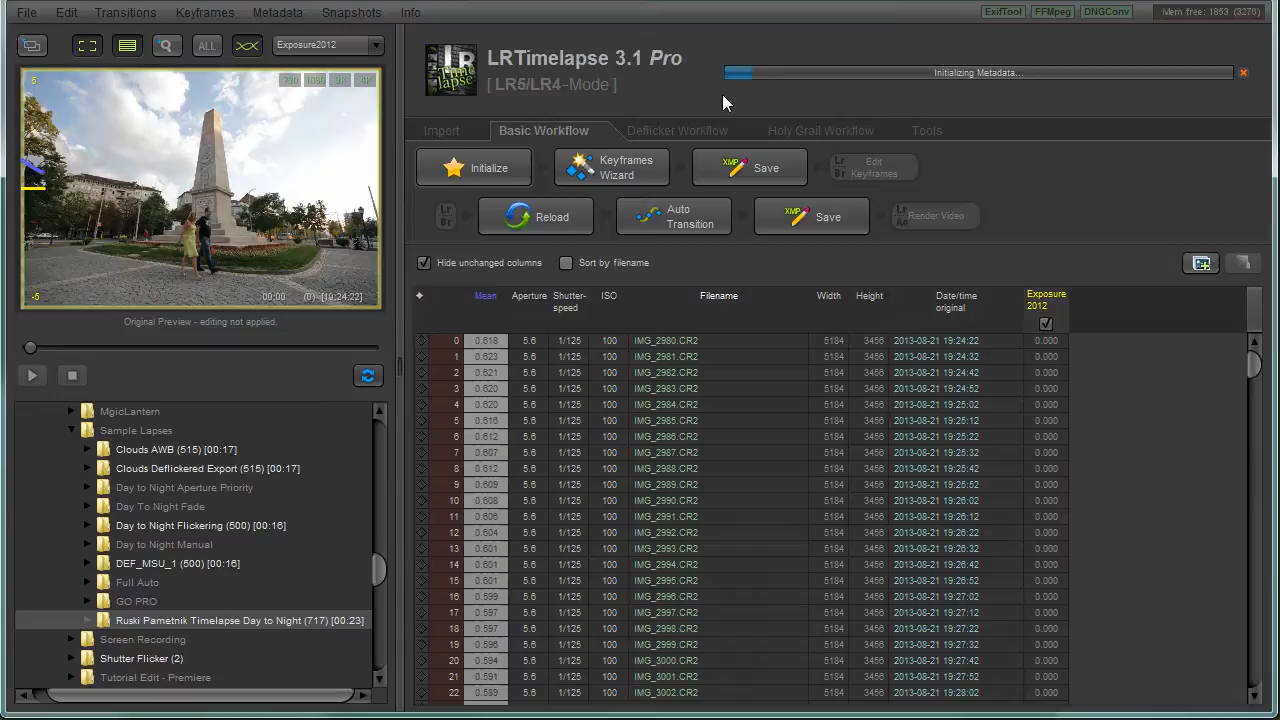 File Edit Transitions Keyframes Metadata Snapshots Info ExifTool FFMpeg DNGConv Mem free: 1853 (3270)
ALL Exposure2012
5 720 1080 3K 4K
-5 00:00 (0) [19:24:22]
Original Preview - editing not applied.
MgicLantern
Sample Lapses
Clouds AWB (515) [00:17]
Clouds Deflickered Export (515) [00:17]
Day to Night Aperture Priority
Day To Night Fade
Day to Night Flickering (500) [00:16]
Day to Night Manual
DEF_MSU_1 (500) [00:16]
Full Auto
GO PRO
Ruski Pametnik Timelapse Day to Night (717) [00:23]
Screen Recording
Shutter Flicker (2)
Tutorial Edit - Premiere
LRTimelapse 3.1 Pro
[ LR5/LR4-Mode ]
Initializing Metadata...
Import Basic Workflow Deflicker Workflow Holy Grail Workflow Tools
Initialize Keyframes Wizard XMP Save Lr Br Edit Keyframes
Lr Br Reload Auto Transition XMP Save Lr Ae Render Video
Hide unchanged columns Sort by filename
Mean Aperture Shutter-speed ISO Filename Width Height Date/time original Exposure 2012
0 0.618 5.6 1/125 100 IMG_2980.CR2 5184 3456 2013-08-21 19:24:22 0.000
1 0.623 5.6 1/125 100 IMG_2981.CR2 5184 3456 2013-08-21 19:24:32 0.000
2 0.621 5.6 1/125 100 IMG_2982.CR2 5184 3456 2013-08-21 19:24:42 0.000
3 0.620 5.6 1/125 100 IMG_2983.CR2 5184 3456 2013-08-21 19:24:52 0.000
4 0.620 5.6 1/125 100 IMG_2984.CR2 5184 3456 2013-08-21 19:25:02 0.000
5 0.616 5.6 1/125 100 IMG_2985.CR2 5184 3456 2013-08-21 19:25:12 0.000
6 0.612 5.6 1/125 100 IMG_2986.CR2 5184 3456 2013-08-21 19:25:22 0.000
7 0.607 5.6 1/125 100 IMG_2987.CR2 5184 3456 2013-08-21 19:25:32 0.000
8 0.612 5.6 1/125 100 IMG_2988.CR2 5184 3456 2013-08-21 19:25:42 0.000
9 0.609 5.6 1/125 100 IMG_2989.CR2 5184 3456 2013-08-21 19:25:52 0.000
10 0.608 5.6 1/125 100 IMG_2990.CR2 5184 3456 2013-08-21 19:26:02 0.000
11 0.606 5.6 1/125 100 IMG_2991.CR2 5184 3456 2013-08-21 19:26:12 0.000
12 0.604 5.6 1/125 100 IMG_2992.CR2 5184 3456 2013-08-21 19:26:22 0.000
13 0.601 5.6 1/125 100 IMG_2993.CR2 5184 3456 2013-08-21 19:26:32 0.000
14 0.601 5.6 1/125 100 IMG_2994.CR2 5184 3456 2013-08-21 19:26:42 0.000
15 0.601 5.6 1/125 100 IMG_2995.CR2 5184 3456 2013-08-21 19:26:52 0.000
16 0.599 5.6 1/125 100 IMG_2996.CR2 5184 3456 2013-08-21 19:27:02 0.000
17 0.597 5.6 1/125 100 IMG_2997.CR2 5184 3456 2013-08-21 19:27:12 0.000
18 0.597 5.6 1/125 100 IMG_2998.CR2 5184 3456 2013-08-21 19:27:22 0.000
19 0.596 5.6 1/125 100 IMG_2999.CR2 5184 3456 2013-08-21 19:27:32 0.000
20 0.594 5.6 1/125 100 IMG_3000.CR2 5184 3456 2013-08-21 19:27:42 0.000
21 0.591 5.6 1/125 100 IMG_3001.CR2 5184 3456 2013-08-21 19:27:52 0.000
22 0.589 5.6 1/125 100 IMG_3002.CR2 5184 3456 2013-08-21 19:28:02 0.000